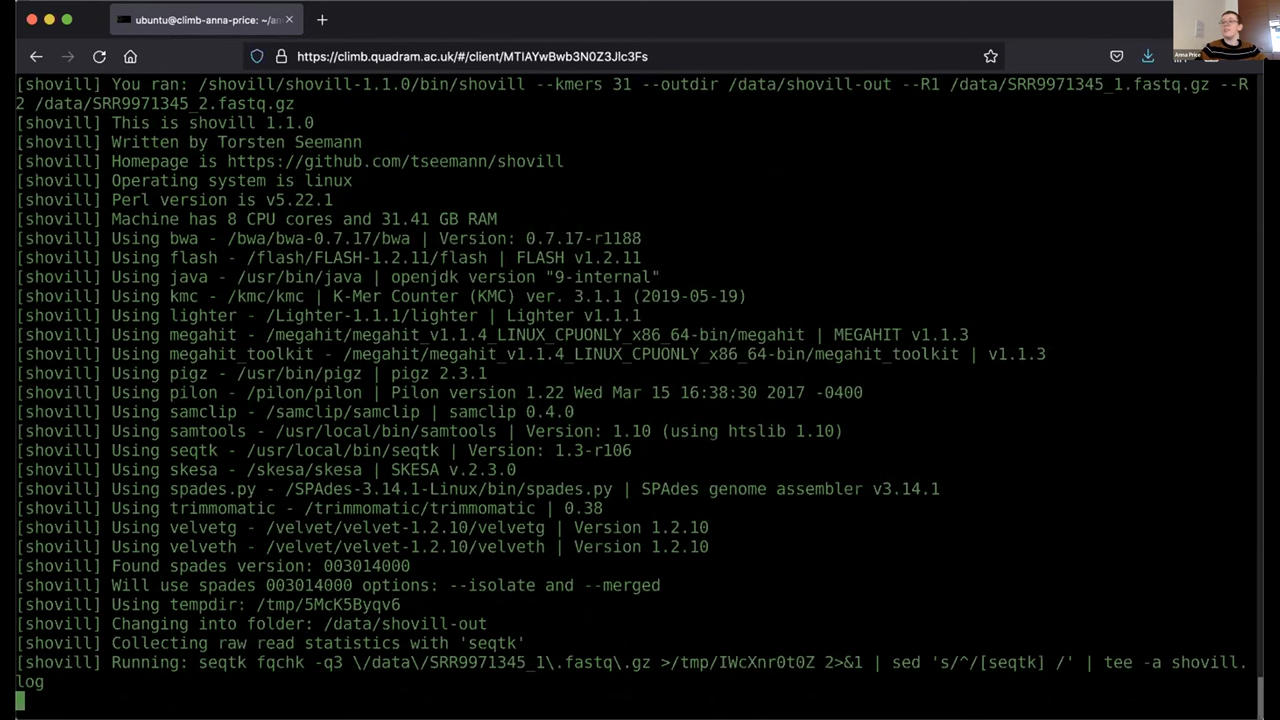 ubuntu@climb-anna-price: ~/an
https://climb.quadram.ac.uk/#/client/MTIAYwBwb3N0Z3Jlc3Fs
Anna Price
[shovill] You ran: /shovill/shovill-1.1.0/bin/shovill --kmers 31 --outdir /data/shovill-out --R1 /data/SRR9971345_1.fastq.gz --R
2 /data/SRR9971345_2.fastq.gz
[shovill] This is shovill 1.1.0
[shovill] Written by Torsten Seemann
[shovill] Homepage is https://github.com/tseemann/shovill
[shovill] Operating system is linux
[shovill] Perl version is v5.22.1
[shovill] Machine has 8 CPU cores and 31.41 GB RAM
[shovill] Using bwa - /bwa/bwa-0.7.17/bwa | Version: 0.7.17-r1188
[shovill] Using flash - /flash/FLASH-1.2.11/flash | FLASH v1.2.11
[shovill] Using java - /usr/bin/java | openjdk version "9-internal"
[shovill] Using kmc - /kmc/kmc | K-Mer Counter (KMC) ver. 3.1.1 (2019-05-19)
[shovill] Using lighter - /Lighter-1.1.1/lighter | Lighter v1.1.1
[shovill] Using megahit - /megahit/megahit_v1.1.4_LINUX_CPUONLY_x86_64-bin/megahit | MEGAHIT v1.1.3
[shovill] Using megahit_toolkit - /megahit/megahit_v1.1.4_LINUX_CPUONLY_x86_64-bin/megahit_toolkit | v1.1.3
[shovill] Using pigz - /usr/bin/pigz | pigz 2.3.1
[shovill] Using pilon - /pilon/pilon | Pilon version 1.22 Wed Mar 15 16:38:30 2017 -0400
[shovill] Using samclip - /samclip/samclip | samclip 0.4.0
[shovill] Using samtools - /usr/local/bin/samtools | Version: 1.10 (using htslib 1.10)
[shovill] Using seqtk - /usr/local/bin/seqtk | Version: 1.3-r106
[shovill] Using skesa - /skesa/skesa | SKESA v.2.3.0
[shovill] Using spades.py - /SPAdes-3.14.1-Linux/bin/spades.py | SPAdes genome assembler v3.14.1
[shovill] Using trimmomatic - /trimmomatic/trimmomatic | 0.38
[shovill] Using velvetg - /velvet/velvet-1.2.10/velvetg | Version 1.2.10
[shovill] Using velveth - /velvet/velvet-1.2.10/velveth | Version 1.2.10
[shovill] Found spades version: 003014000
[shovill] Will use spades 003014000 options: --isolate and --merged
[shovill] Using tempdir: /tmp/5McK5Byqv6
[shovill] Changing into folder: /data/shovill-out
[shovill] Collecting raw read statistics with 'seqtk'
[shovill] Running: seqtk fqchk -q3 \/data\/SRR9971345_1\.fastq\.gz >/tmp/IWcXnr0t0Z 2>&1 | sed 's/^/[seqtk] /' | tee -a shovill.
log